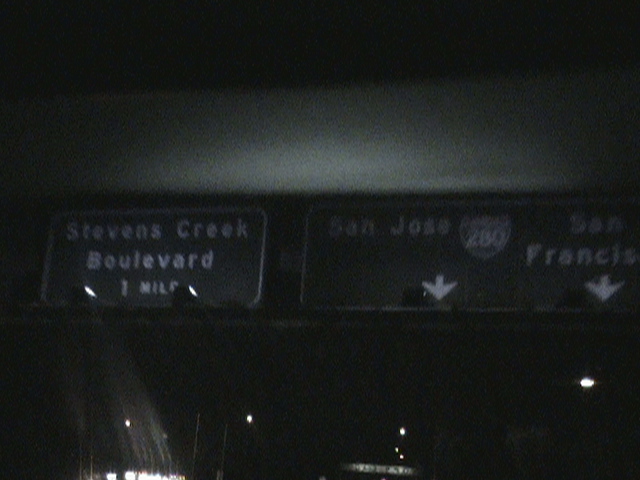 Stevens Creek
Boulevard
1 MILE
San Jose
280
San
Francis